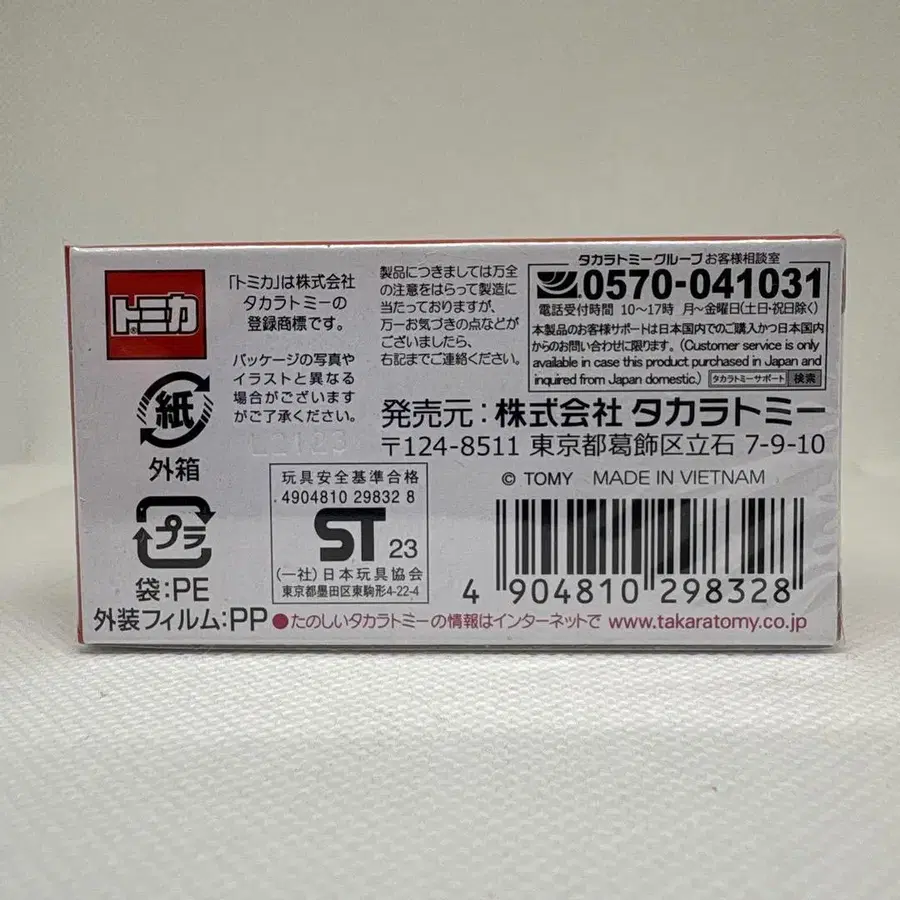 トミカ®
「トミカ」は株式会社
タカラトミーの
登録商標です。
パッケージの写真や
イラストと異なる
場合がございます
がご了承ください。
製品につきましては万全
の注意をはらって製造に
当たっておりますが、
万一お気づきの点などが
ございましたら、
右記までご連絡ください。
タカラトミーグループ お客様相談室
0570-041031
電話受付時間 10〜17時 月〜金曜日(土日・祝日除く)
本製品のお客様サポートは日本国内でのご購入かつ日本国内
からのお問い合わせに限ります。(Customer service is only
available in case this product purchased in Japan and
inquired from Japan domestic.) タカラトミーサポート 検索
発売元:株式会社 タカラトミー
〒124-8511 東京都葛飾区立石 7-9-10
© TOMY MADE IN VIETNAM
紙
外箱
プラ
袋:PE
外装フィルム:PP
玩具安全基準合格
4904810 29832 8
ST 23
(一社)日本玩具協会
東京都墨田区東駒形4-22-4
4 904810 298328
●たのしいタカラトミーの情報はインターネットで www.takaratomy.co.jp